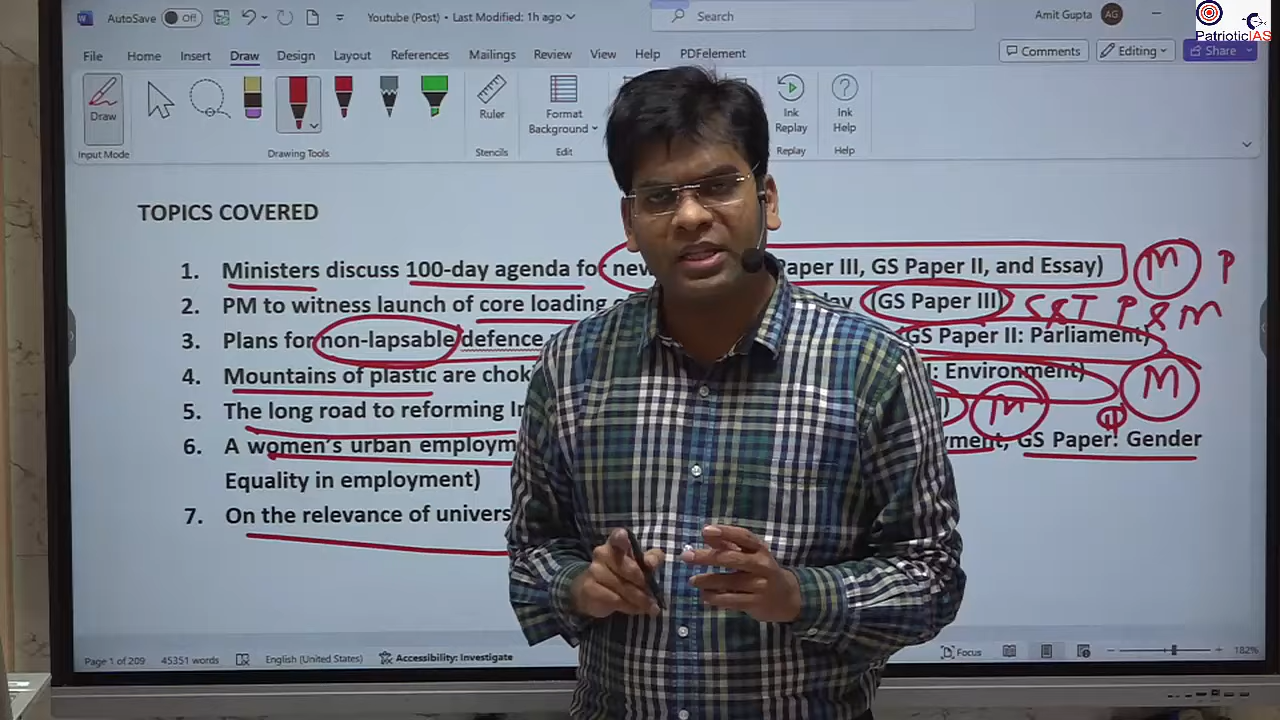 AutoSave Off Youtube (Post) • Last Modified: 1h ago Search Amit Gupta AG
PatrioticIAS
File Home Insert Draw Design Layout References Mailings Review View Help PDFelement Comments Editing Share
Draw Ruler Format Background Ink Replay Ink Help
Input Mode Drawing Tools Stencils Edit Replay Help
TOPICS COVERED
1. Ministers discuss 100-day agenda for Paper III, GS Paper II, and Essay) M P
2. PM to witness launch of core loading (GS Paper III) S&T P & M
3. Plans for non-lapsable defence GS Paper II: Parliament)
4. Mountains of plastic are Environment) M
5. The long road to reforming M
6. A women's urban GS Paper! Gender
Equality in employment)
7. On the relevance of
Page 1 of 209 45351 words English (United States) Accessibility: Investigate Focus 182%